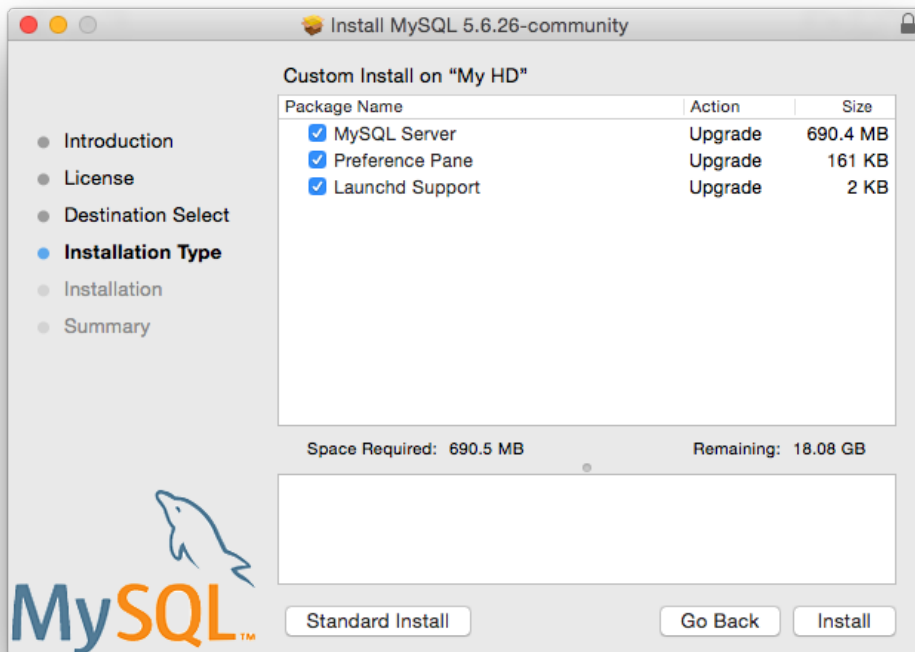 Install MySQL 5.6.26-community
Custom Install on “My HD”
Package Name Action Size
MySQL Server Upgrade 690.4 MB
Preference Pane Upgrade 161 KB
Launchd Support Upgrade 2 KB
Introduction
License
Destination Select
Installation Type
Installation
Summary
Space Required: 690.5 MB Remaining: 18.08 GB
MySQL™
Standard Install Go Back Install